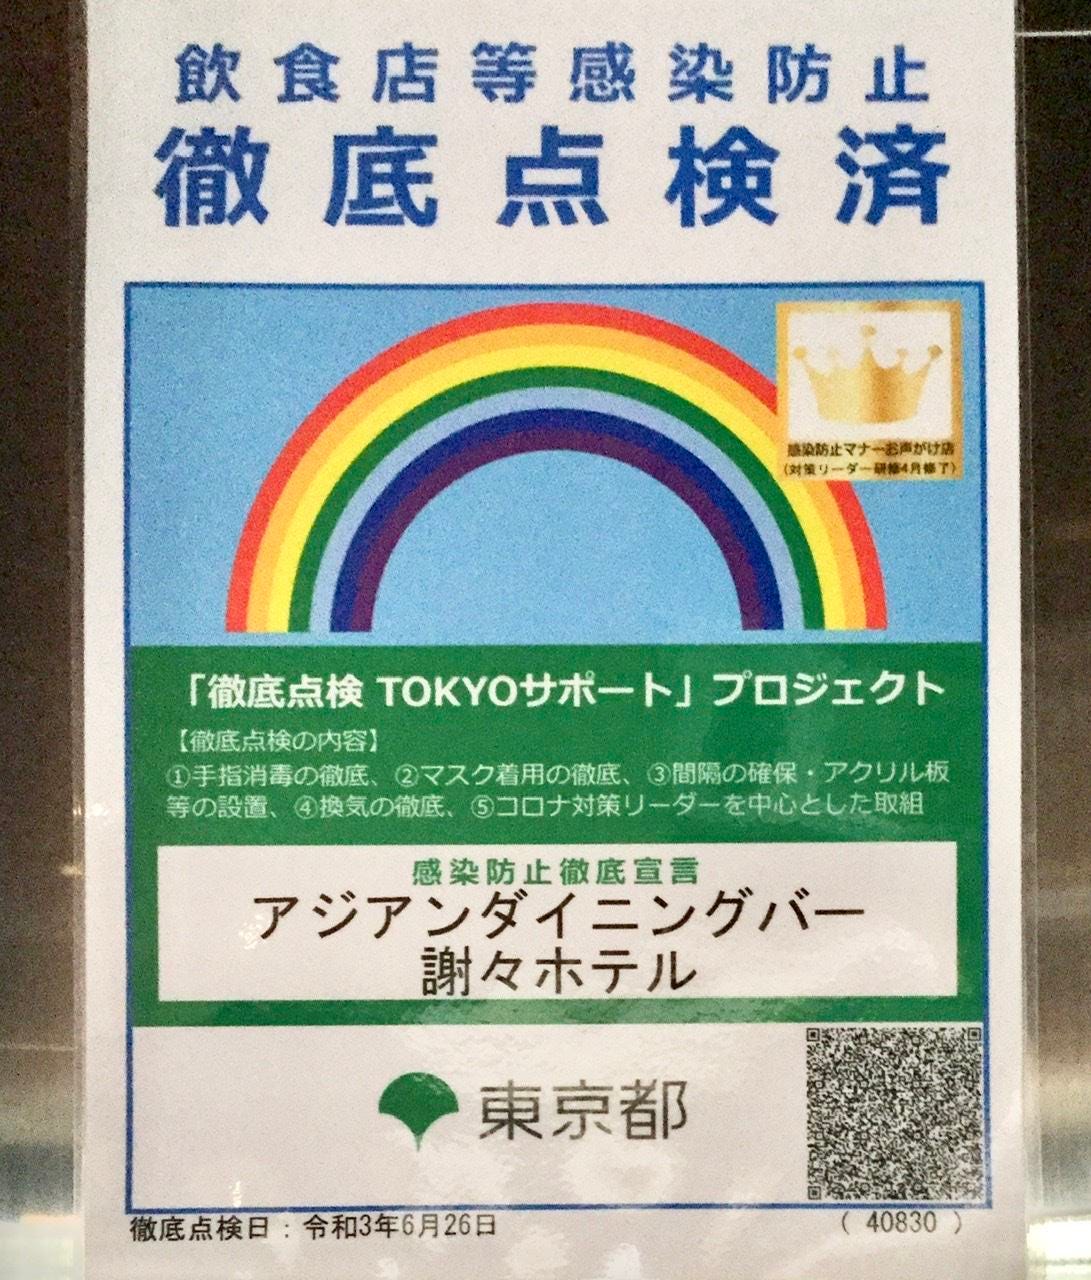 飲食店等感染防止
徹底点検済
感染防止マナーお声がけ店
(対策リーダー研修4月修了)
「徹底点検 TOKYOサポート」プロジェクト
【徹底点検の内容】
①手指消毒の徹底、②マスク着用の徹底、③間隔の確保・アクリル板
等の設置、④換気の徹底、⑤コロナ対策リーダーを中心とした取組
感染防止徹底宣言
アジアンダイニングバー
謝々ホテル
東京都
徹底点検日：令和3年6月26日
( 40830 )